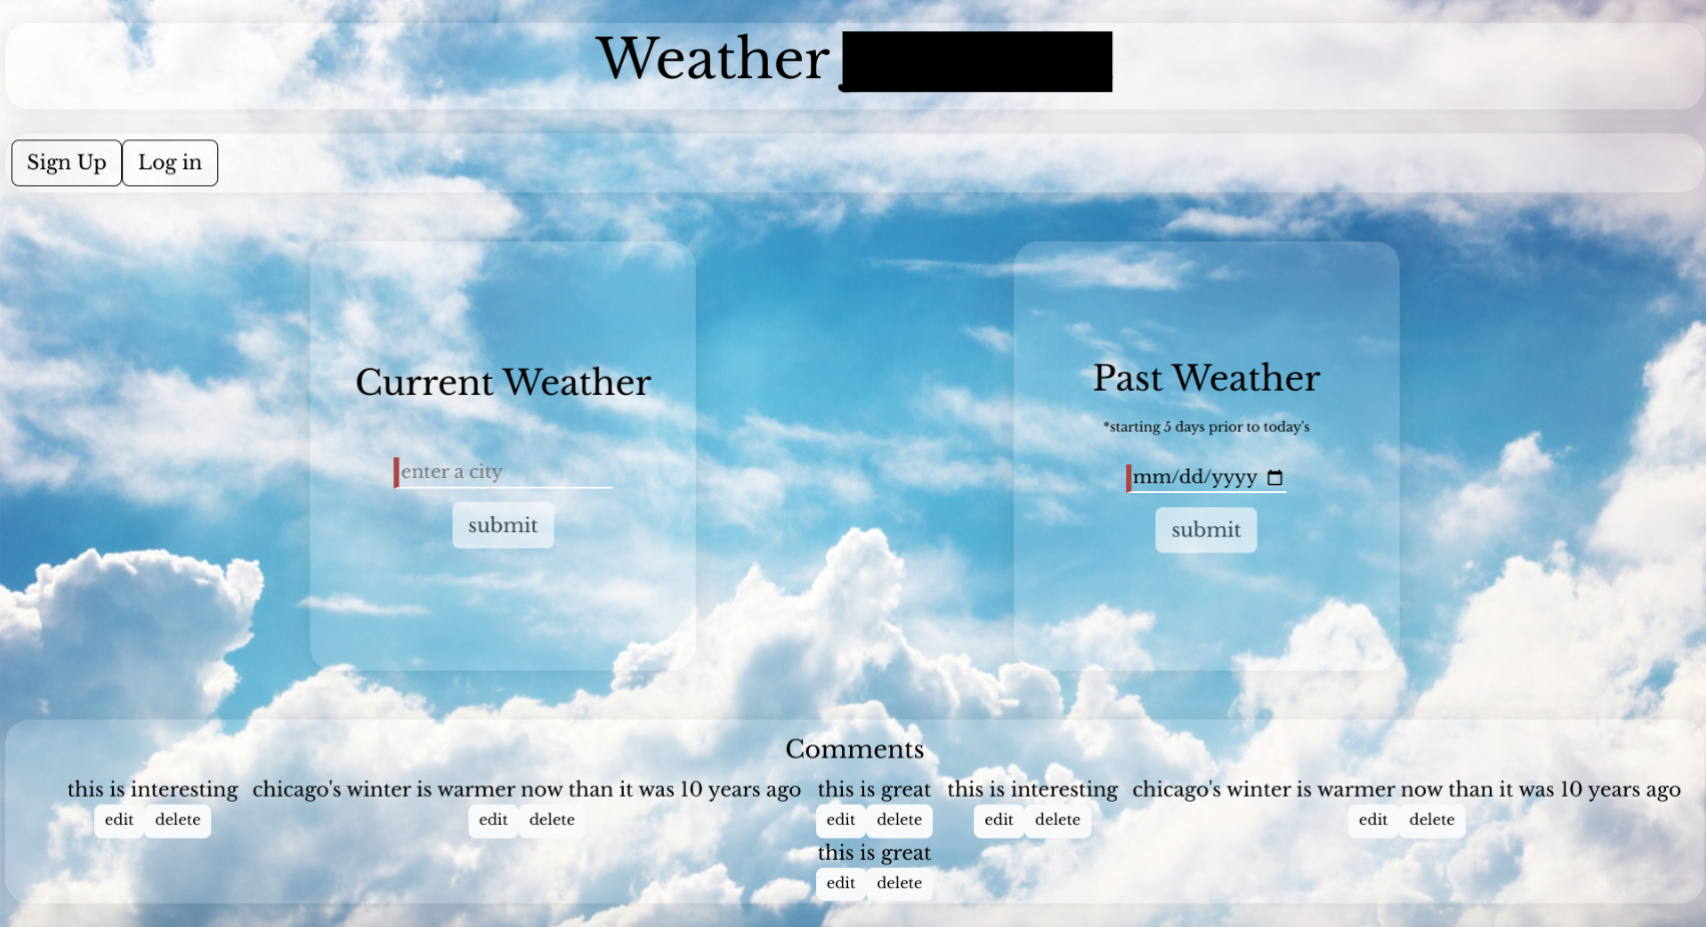 Weather
Sign Up Log in
Current Weather
enter a city
submit
Past Weather
*starting 5 days prior to today's
mm/dd/yyyy
submit
Comments
this is interesting chicago's winter is warmer now than it was 10 years ago this is great this is interesting chicago's winter is warmer now than it was 10 years ago
edit delete edit delete edit delete edit delete edit delete
this is great
edit delete